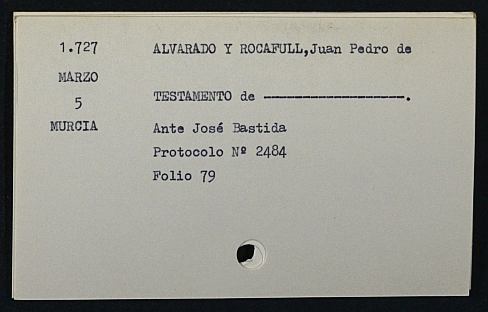 1.727 ALVARADO Y ROCAFULL,Juan Pedro de
MARZO
5 TESTAMENTO de ------------------.
MURCIA Ante José Bastida
Protocolo Nº 2484
Folio 79